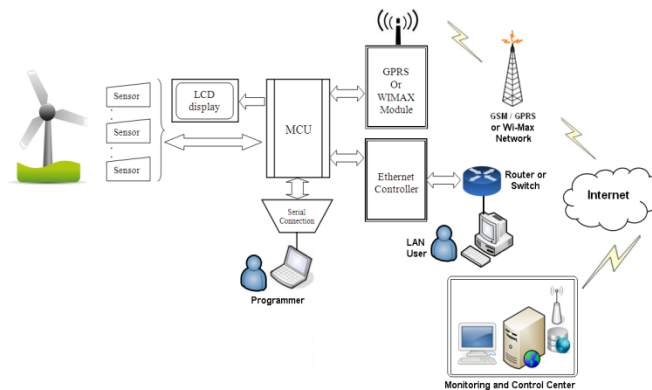 Sensor
Sensor
Sensor
LCD
display
MCU
GPRS
Or
WIMAX
Module
GSM / GPRS
or Wi-Max
Network
Ethernet
Controller
Router or
Switch
Internet
Serial
Connection
LAN
User
Programmer
Monitoring and Control Center